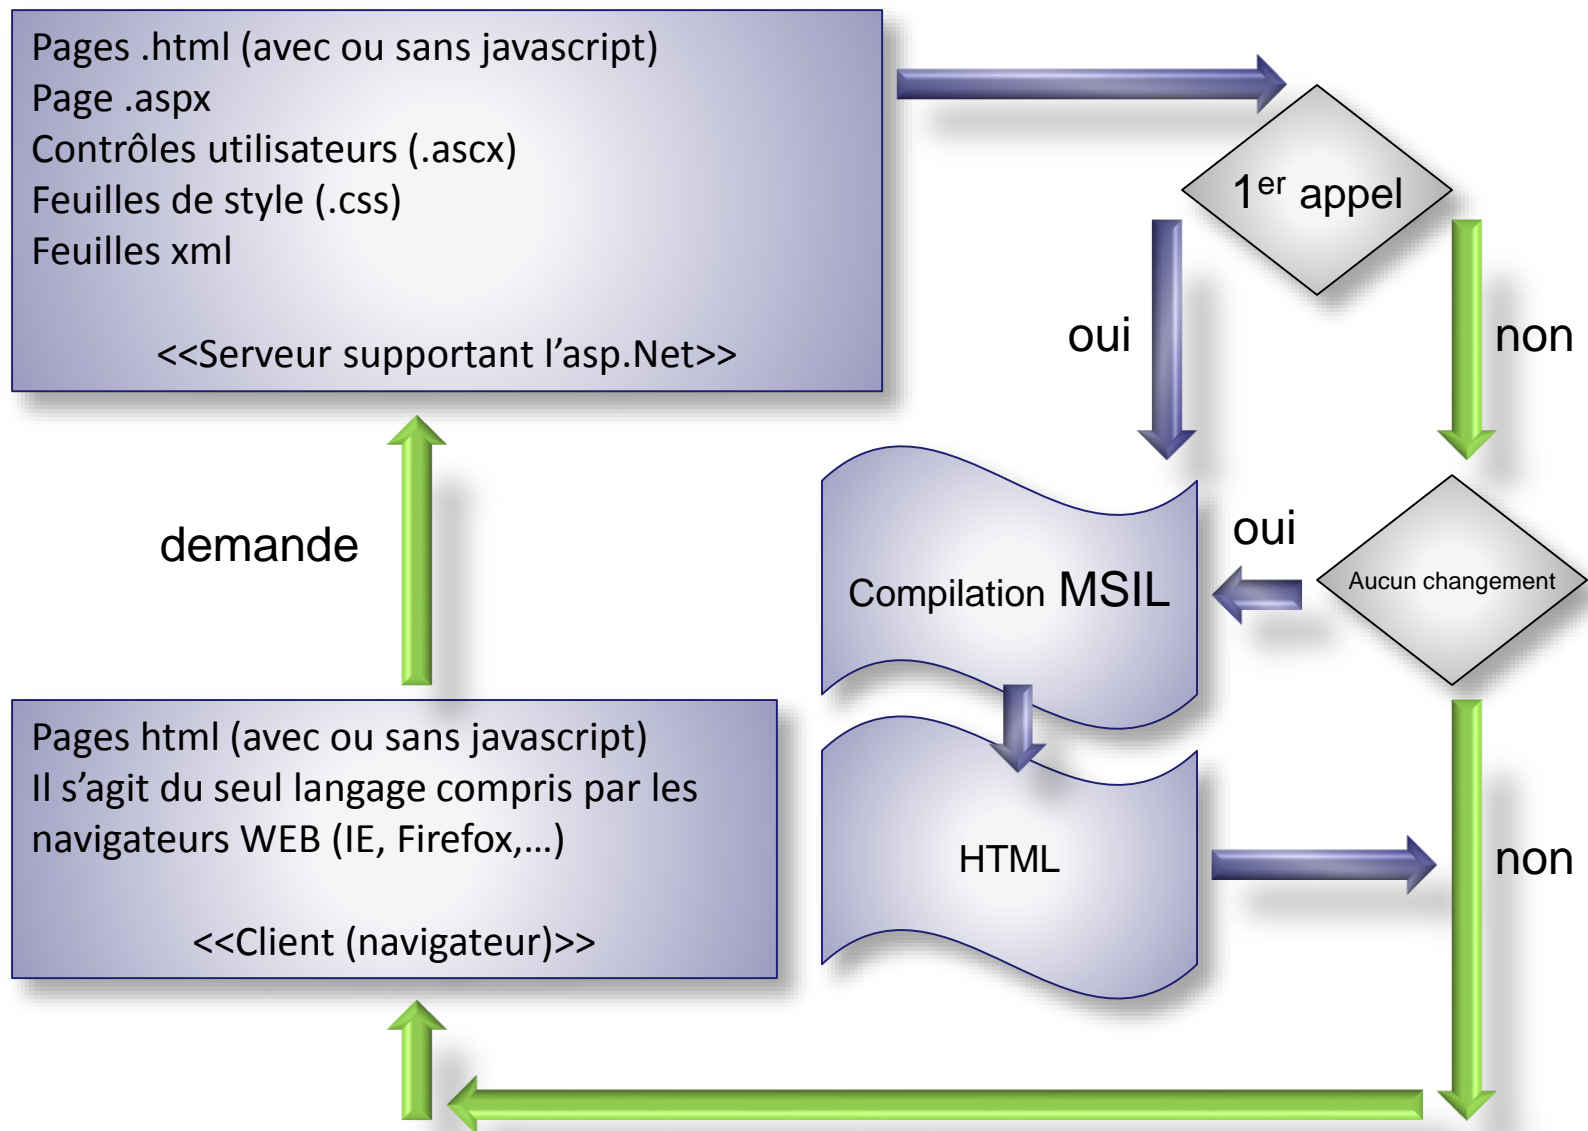 Pages .html (avec ou sans javascript)
Page .aspx
Contrôles utilisateurs (.ascx)
Feuilles de style (.css)
Feuilles xml
<<Serveur supportant l’asp.Net>>
1er appel
oui
non
demande
oui
Compilation MSIL
Aucun changement
Pages html (avec ou sans javascript)
Il s’agit du seul langage compris par les
navigateurs WEB (IE, Firefox,…)
<<Client (navigateur)>>
HTML
non